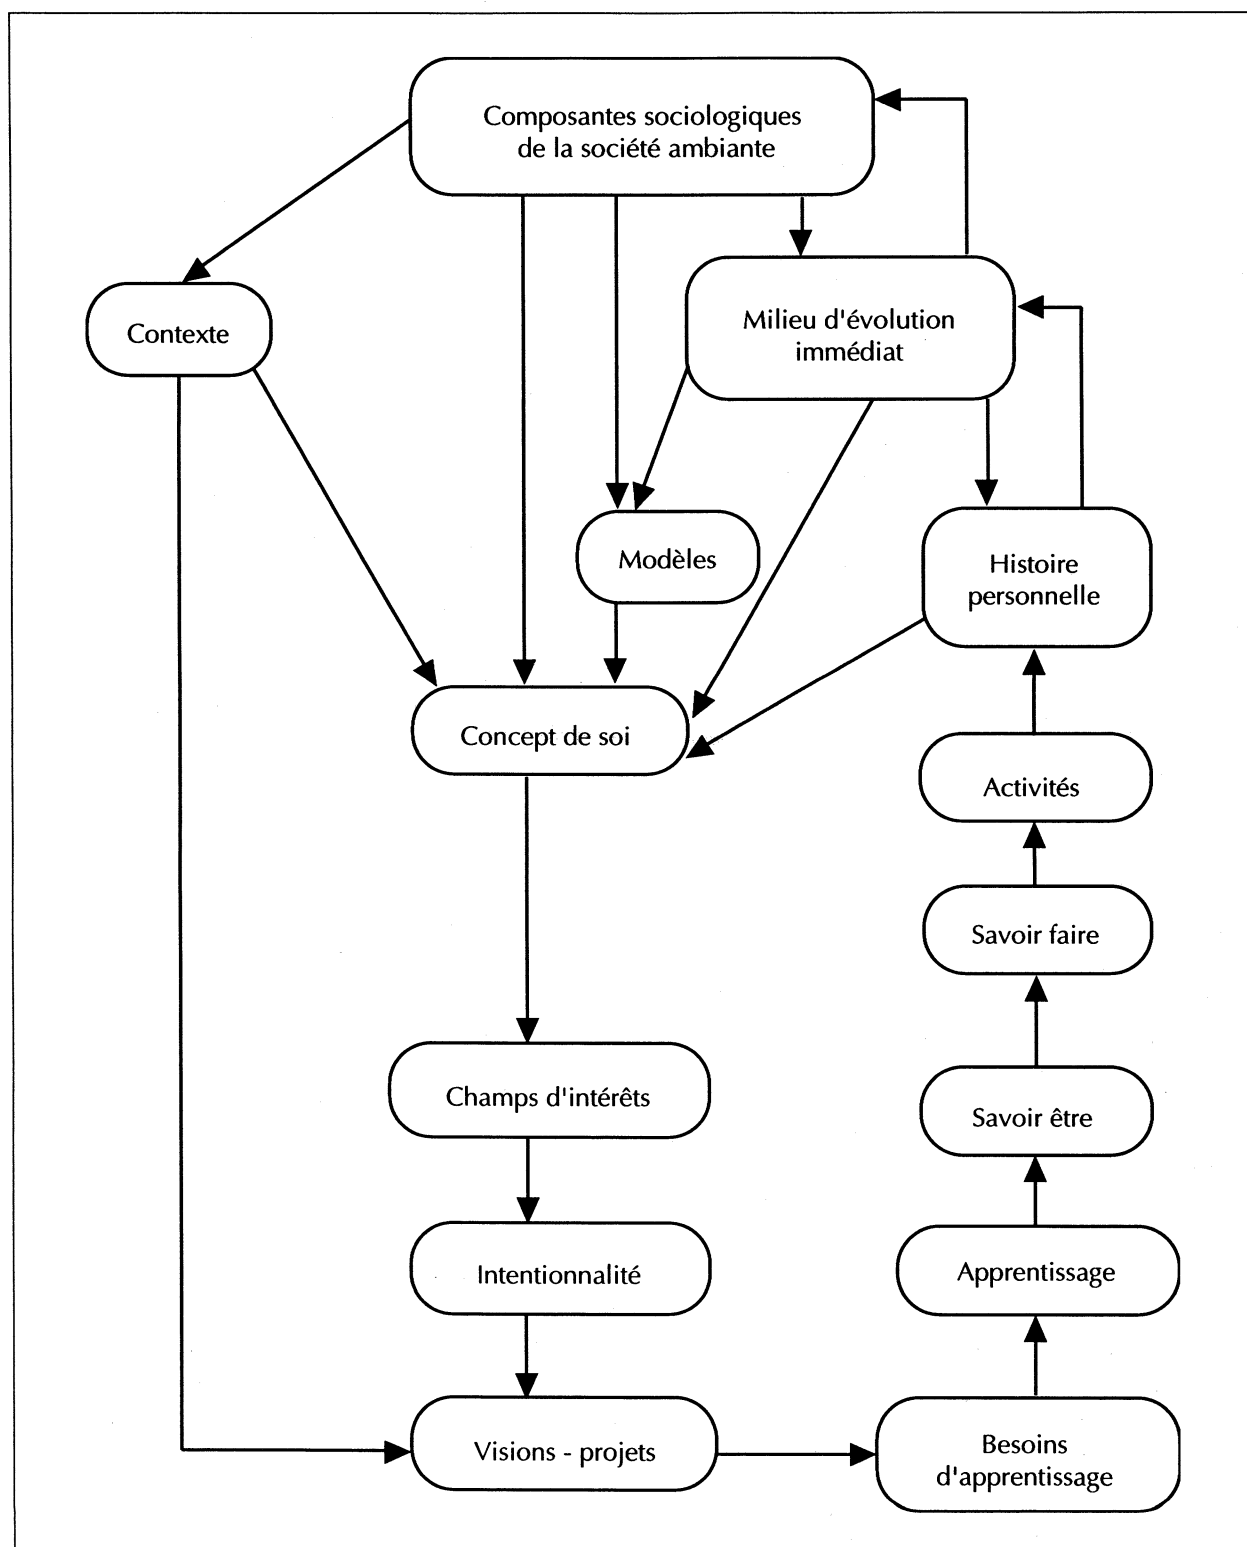 Composantes sociologiques
de la société ambiante
Contexte
Milieu d'évolution
immédiat
Modèles
Histoire
personnelle
Concept de soi
Activités
Savoir faire
Champs d'intérêts
Savoir être
Intentionnalité
Apprentissage
Visions - projets
Besoins
d'apprentissage